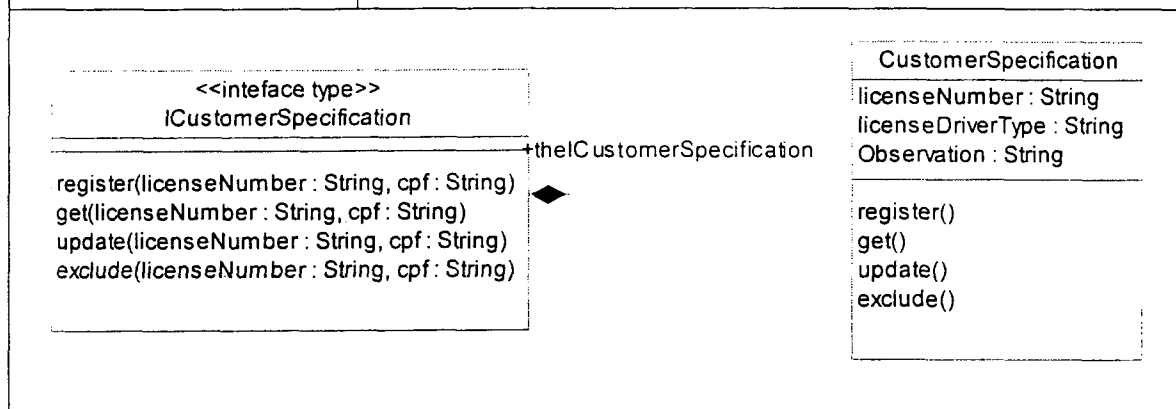 <<inteface type>>
ICustomerSpecification
register(licenseNumber : String, cpf : String)
get(licenseNumber : String, cpf : String)
update(licenseNumber : String, cpf : String)
exclude(licenseNumber : String, cpf : String)
+theICustomerSpecification
CustomerSpecification
licenseNumber : String
licenseDriverType : String
Observation : String
register()
get()
update()
exclude()